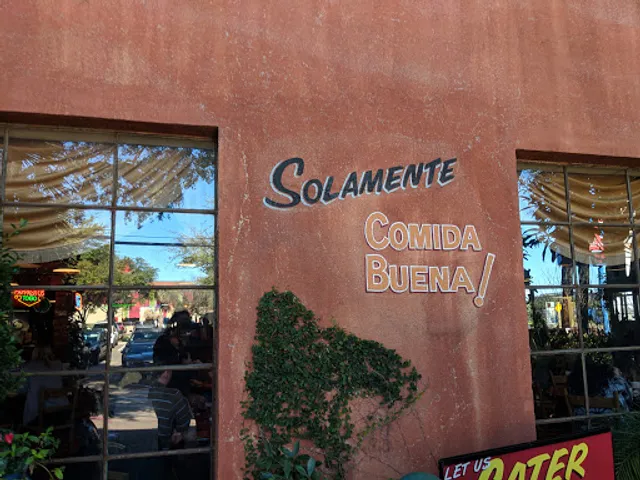 SOLAMENTE
COMIDA
BUENA!
LET US
CATER